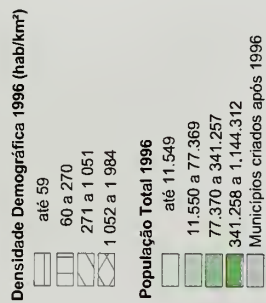 Densidade Demográfica 1996 (hab/km²)
até 59
60 a 270
271 a 1 051
1 052 a 1 984
População Total 1996
até 11.549
11.550 a 77.369
77.370 a 341.257
341.258 a 1.144.312
Municípios criados após 1996